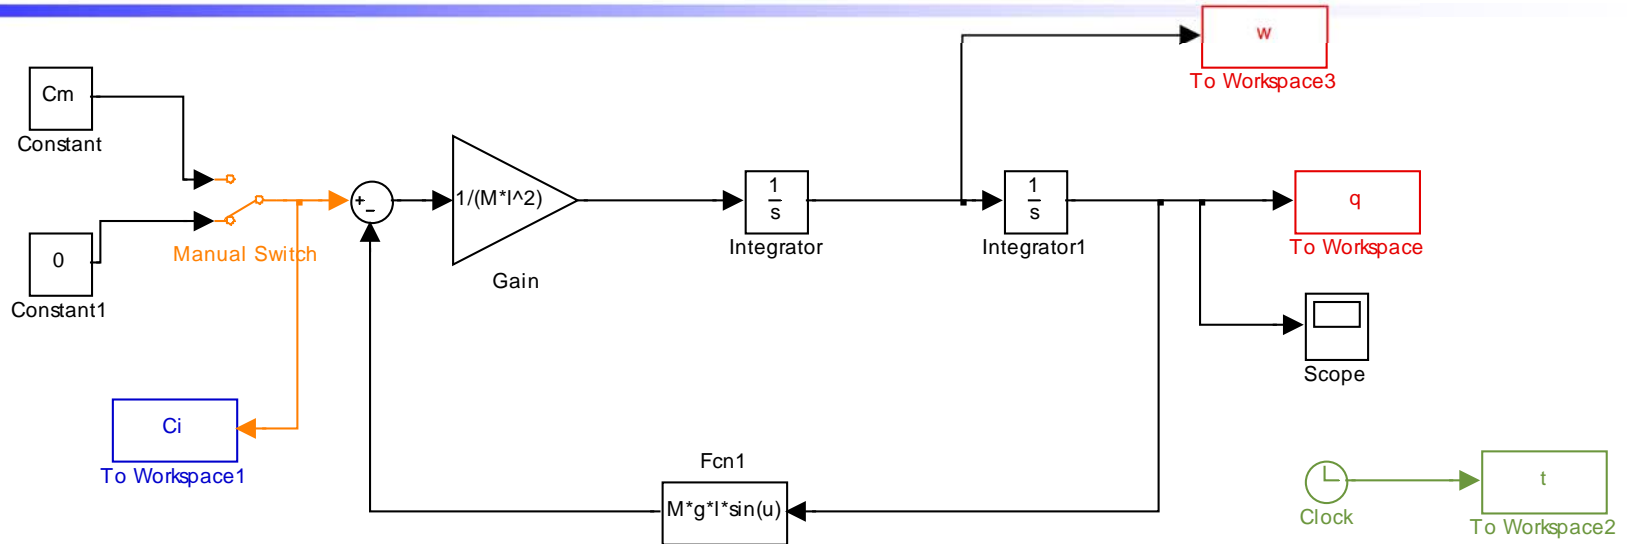 w
To Workspace3
Cm
Constant
1/(M*l^2)
Gain
1
s
Integrator
1
s
Integrator1
q
To Workspace
+
−
0
Constant1
Manual Switch
Scope
Ci
To Workspace1
Fcn1
M*g*l*sin(u)
Clock
t
To Workspace2